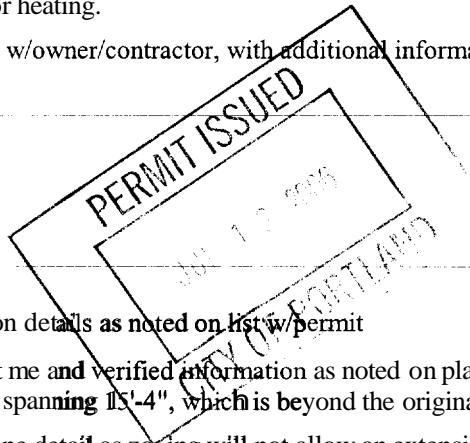 or heating.
w/owner/contractor, with additional informa
PERMIT ISSUED
CITY OF PORTLAND
on details as noted on list w/permit
t me and verified information as noted on pla
spanning 15'-4", which is beyond the origina
ne detail as zoning will not allow an extensi